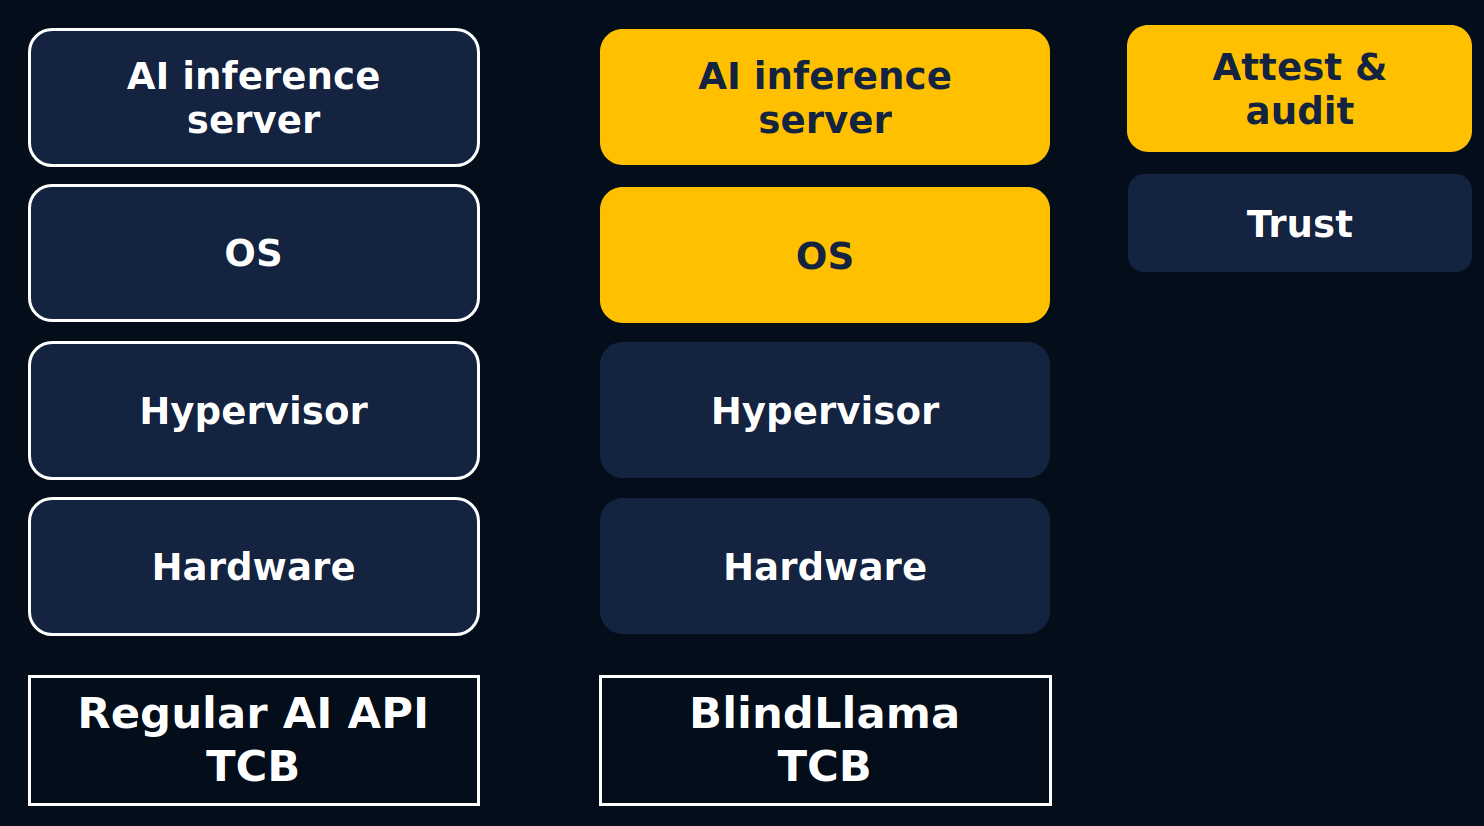 AI inference
server
OS
Hypervisor
Hardware
Regular AI API
TCB
AI inference
server
OS
Hypervisor
Hardware
BlindLlama
TCB
Attest &
audit
Trust